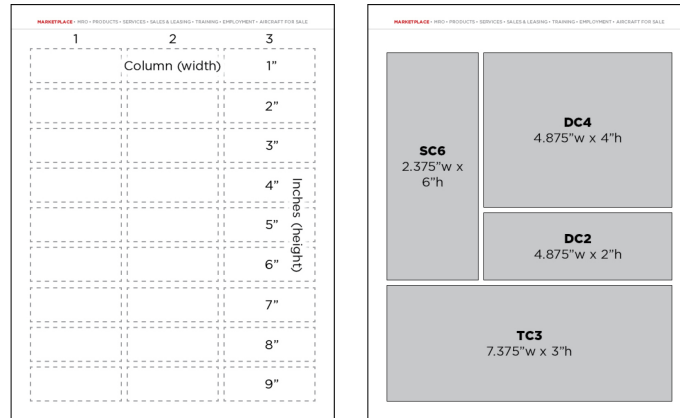 MARKETPLACE • MRO • PRODUCTS • SERVICES • SALES & LEASING • TRAINING • EMPLOYMENT • AIRCRAFT FOR SALE
1 2 3
Column (width) 1"
2"
3"
4"
5"
6"
7"
8"
9"
Inches (height)
MARKETPLACE • MRO • PRODUCTS • SERVICES • SALES & LEASING • TRAINING • EMPLOYMENT • AIRCRAFT FOR SALE
SC6
2.375"w x
6"h
DC4
4.875"w x 4"h
DC2
4.875"w x 2"h
TC3
7.375"w x 3"h